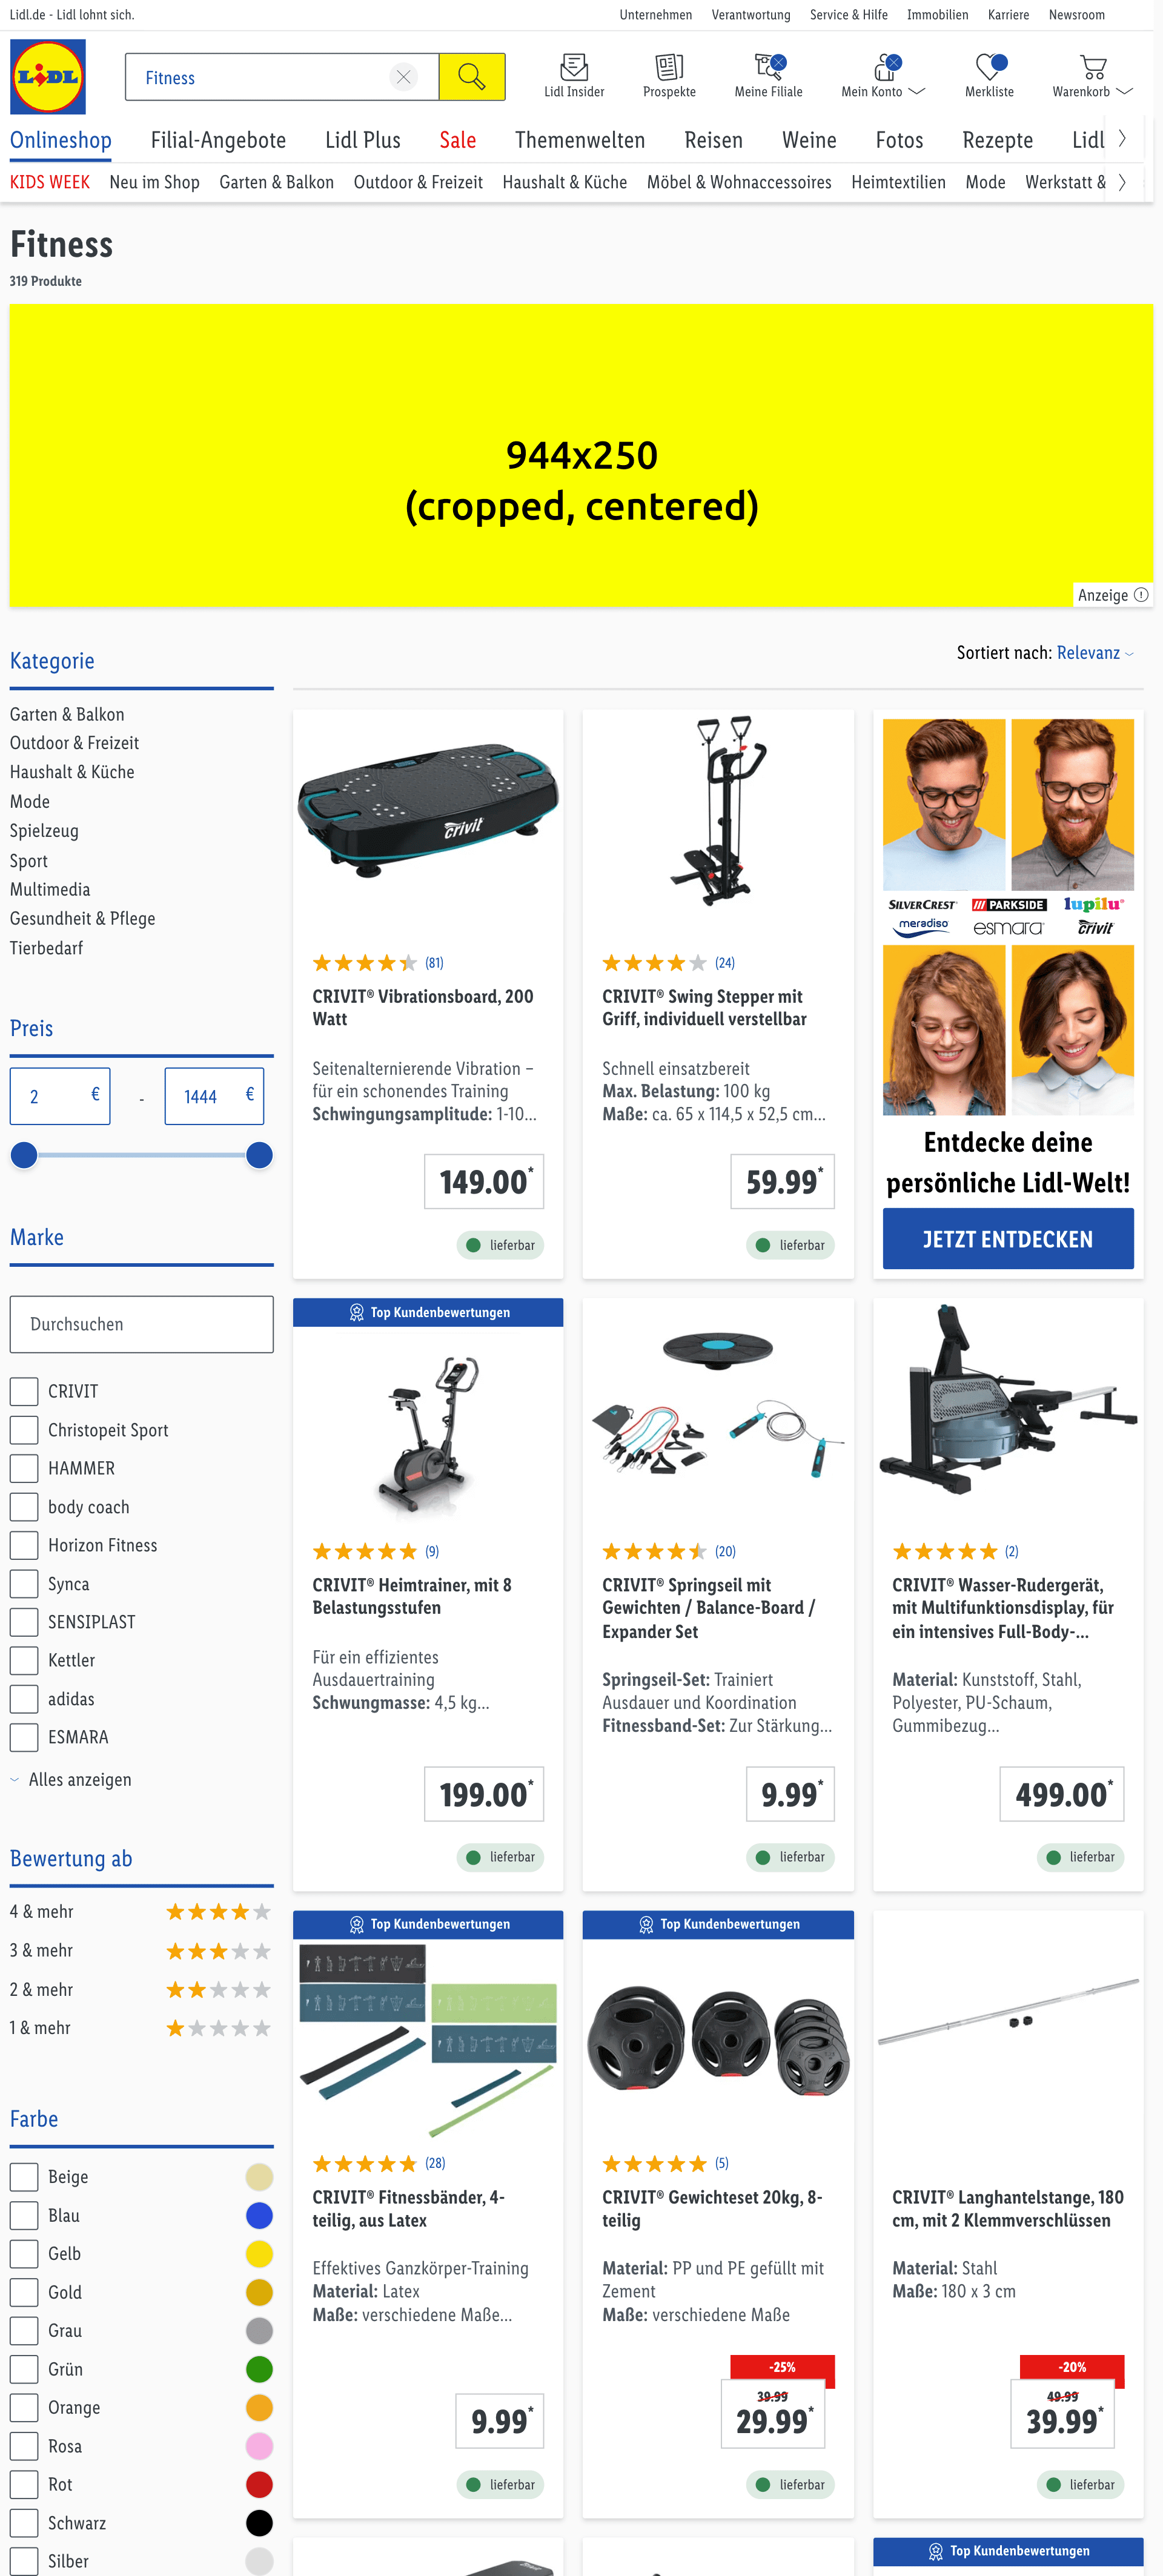 Lidl.de - Lidl lohnt sich.
Unternehmen Verantwortung Service & Hilfe Immobilien Karriere Newsroom
LIDL
Fitness
Lidl Insider Prospekte Meine Filiale Mein Konto Merkliste Warenkorb
Onlineshop Filial-Angebote Lidl Plus Sale Themenwelten Reisen Weine Fotos Rezepte Lidl
KIDS WEEK Neu im Shop Garten & Balkon Outdoor & Freizeit Haushalt & Küche Möbel & Wohnaccessoires Heimtextilien Mode Werkstatt &
Fitness
319 Produkte
944x250
(cropped, centered)
Anzeige
Sortiert nach: Relevanz
Kategorie
Garten & Balkon
Outdoor & Freizeit
Haushalt & Küche
Mode
Spielzeug
Sport
Multimedia
Gesundheit & Pflege
Tierbedarf
Preis
2 € - 1444 €
Marke
Durchsuchen
CRIVIT
Christopeit Sport
HAMMER
body coach
Horizon Fitness
Synca
SENSIPLAST
Kettler
adidas
ESMARA
Alles anzeigen
Bewertung ab
4 & mehr
3 & mehr
2 & mehr
1 & mehr
Farbe
Beige
Blau
Gelb
Gold
Grau
Grün
Orange
Rosa
Rot
Schwarz
Silber
crivit
(81)
CRIVIT® Vibrationsboard, 200
Watt
Seitenalternierende Vibration –
für ein schonendes Training
Schwingungsamplitude: 1-10...
149.00*
lieferbar
(24)
CRIVIT® Swing Stepper mit
Griff, individuell verstellbar
Schnell einsatzbereit
Max. Belastung: 100 kg
Maße: ca. 65 x 114,5 x 52,5 cm...
59.99*
lieferbar
SILVERCREST PARKSIDE lupilu
meradiso esmara crivit
Entdecke deine
persönliche Lidl-Welt!
JETZT ENTDECKEN
Top Kundenbewertungen
(9)
CRIVIT® Heimtrainer, mit 8
Belastungsstufen
Für ein effizientes
Ausdauertraining
Schwungmasse: 4,5 kg...
199.00*
lieferbar
(20)
CRIVIT® Springseil mit
Gewichten / Balance-Board /
Expander Set
Springseil-Set: Trainiert
Ausdauer und Koordination
Fitnessband-Set: Zur Stärkung...
9.99*
lieferbar
(2)
CRIVIT® Wasser-Rudergerät,
mit Multifunktionsdisplay, für
ein intensives Full-Body-...
Material: Kunststoff, Stahl,
Polyester, PU-Schaum,
Gummibezug...
499.00*
lieferbar
Top Kundenbewertungen
(28)
CRIVIT® Fitnessbänder, 4-
teilig, aus Latex
Effektives Ganzkörper-Training
Material: Latex
Maße: verschiedene Maße...
9.99*
lieferbar
Top Kundenbewertungen
(5)
CRIVIT® Gewichteset 20kg, 8-
teilig
Material: PP und PE gefüllt mit
Zement
Maße: verschiedene Maße
-25%
39.99
29.99*
lieferbar
CRIVIT® Langhantelstange, 180
cm, mit 2 Klemmverschlüssen
Material: Stahl
Maße: 180 x 3 cm
-20%
49.99
39.99*
lieferbar
Top Kundenbewertungen